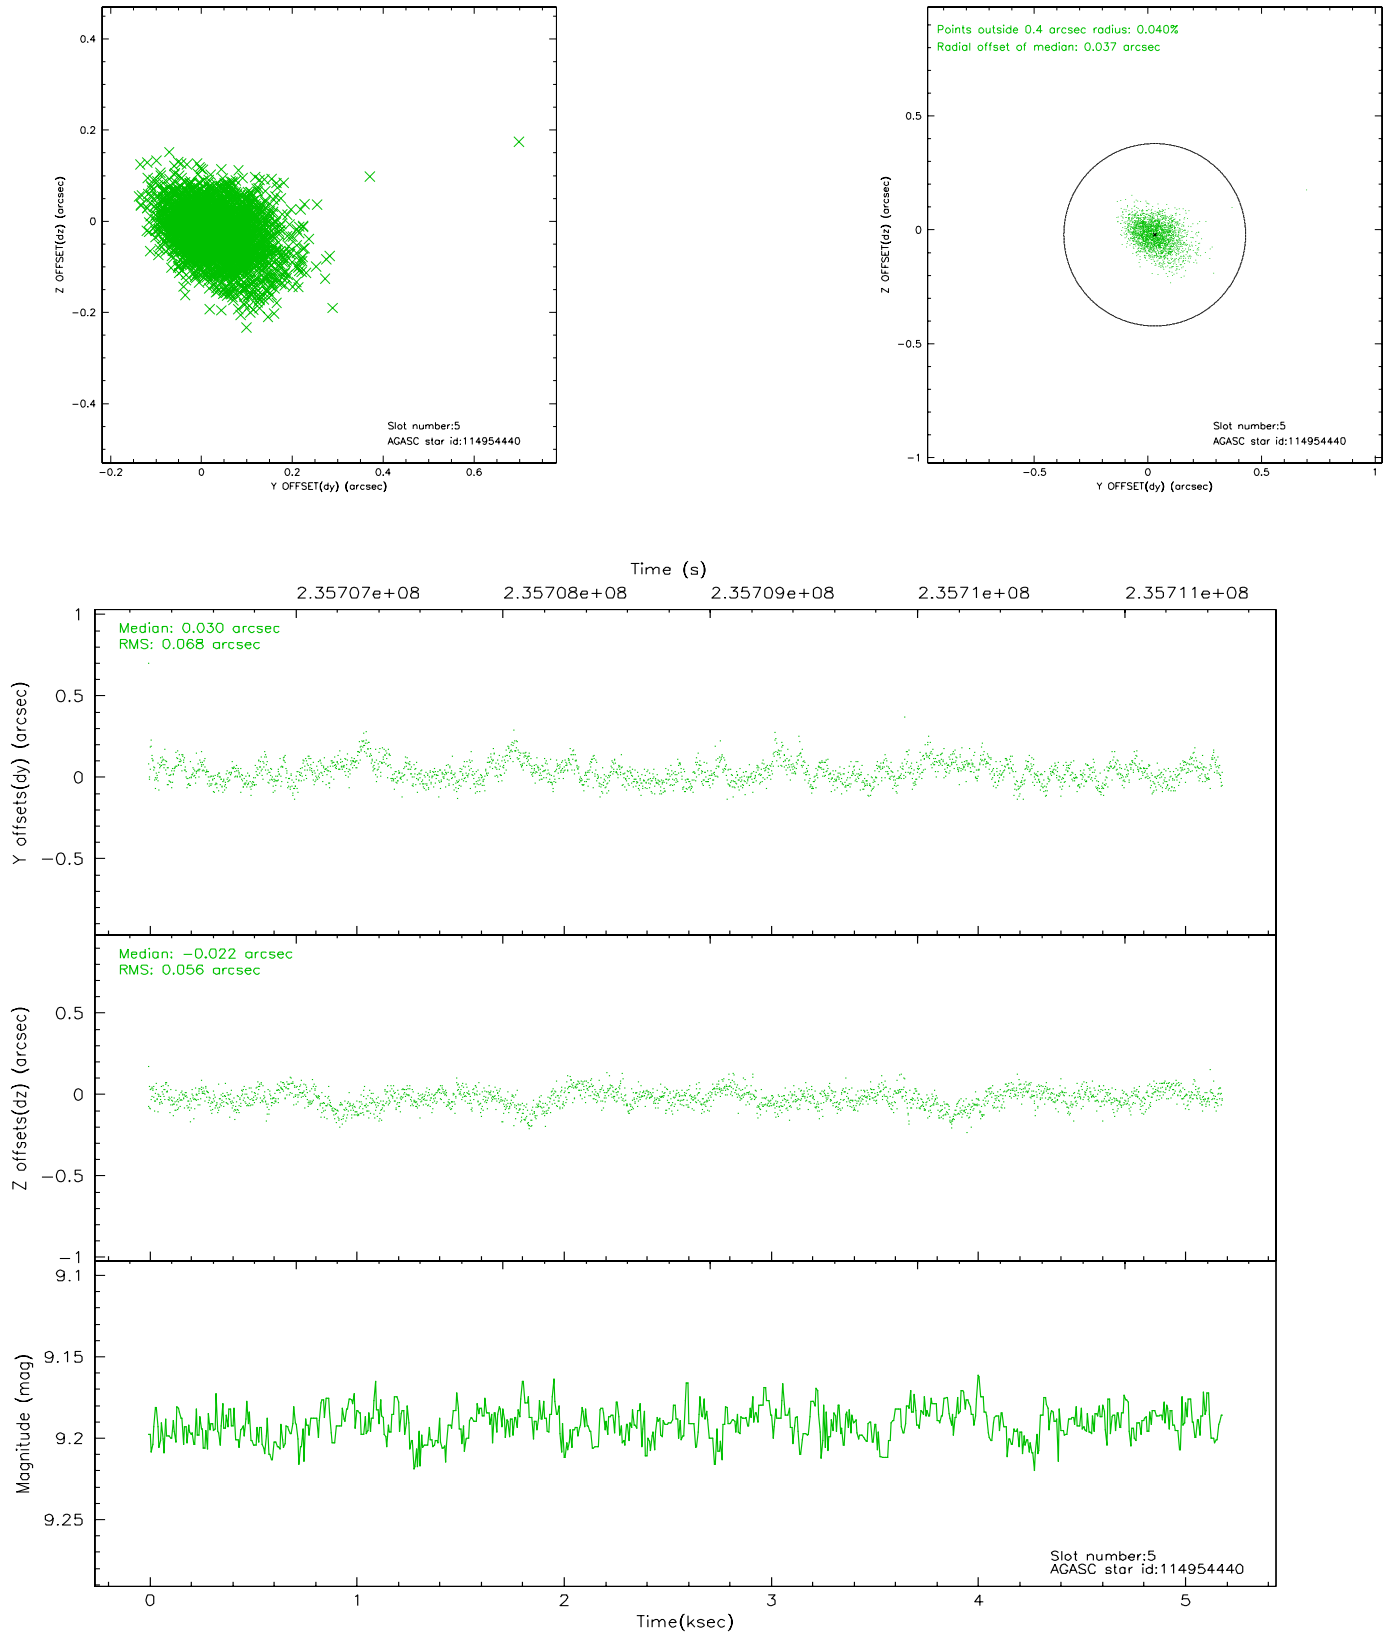 0.4
0.2
0
−0.2
−0.4
Z OFFSET(dz) (arcsec)
Slot number:5
AGASC star id:114954440
−0.2 0 0.2 0.4 0.6
Y OFFSET(dy) (arcsec)
Points outside 0.4 arcsec radius: 0.040%
Radial offset of median: 0.037 arcsec
0.5
0
−0.5
−1
Z OFFSET(dz) (arcsec)
Slot number:5
AGASC star id:114954440
−0.5 0 0.5 1
Y OFFSET(dy) (arcsec)
Time (s)
2.35707e+08 2.35708e+08 2.35709e+08 2.3571e+08 2.35711e+08
Median: 0.030 arcsec
RMS: 0.068 arcsec
1
0.5
0
−0.5
Y offsets(dy) (arcsec)
Median: −0.022 arcsec
RMS: 0.056 arcsec
0.5
0
−0.5
−1
Z offsets(dz) (arcsec)
9.1
9.15
9.2
9.25
Magnitude (mag)
Slot number:5
AGASC star id:114954440
0 1 2 3 4 5
Time(ksec)